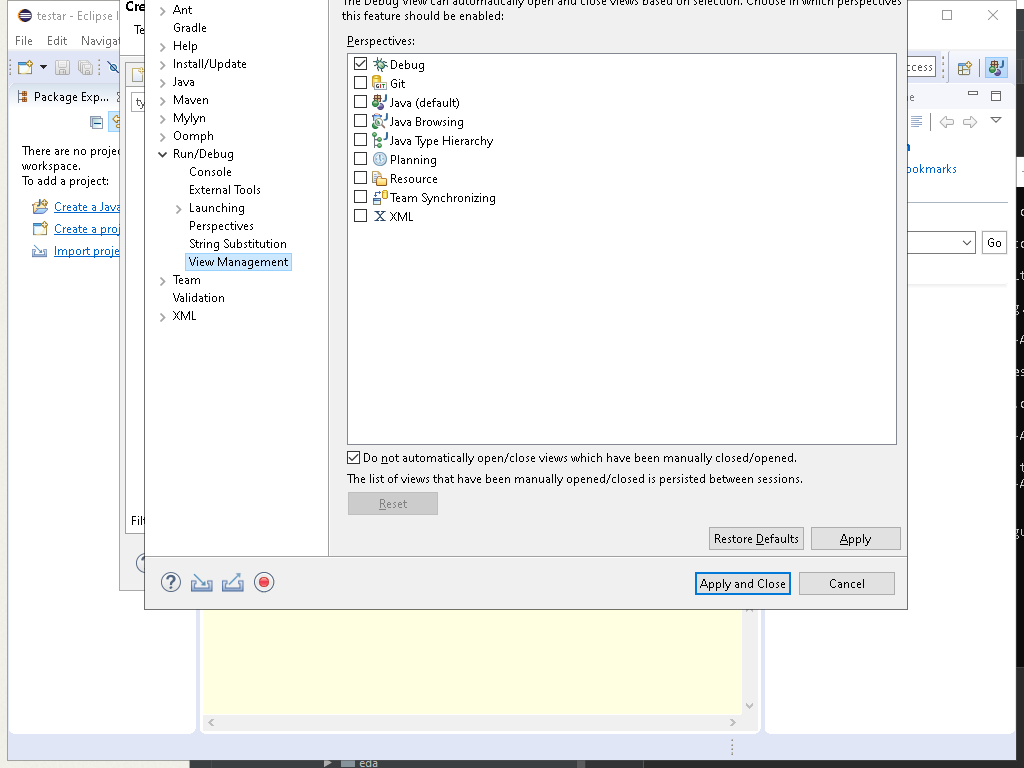 testar - Eclipse I
File Edit Navigat
Package Exp...
There are no projec
workspace.
To add a project:
Create a Java
Create a proj
Import proje
Cre
Te
ty
Filt
Ant
Gradle
Help
Install/Update
Java
Maven
Mylyn
Oomph
Run/Debug
Console
External Tools
Launching
Perspectives
String Substitution
View Management
Team
Validation
XML
The Debug View can automatically open and close views based on selection. Choose in which perspectives
this feature should be enabled:
Perspectives:
Debug
Git
Java (default)
Java Browsing
Java Type Hierarchy
Planning
Resource
Team Synchronizing
XML
Do not automatically open/close views which have been manually closed/opened.
The list of views that have been manually opened/closed is persisted between sessions.
Reset
Restore Defaults Apply
Apply and Close Cancel
cess
ookmarks
Go
eda